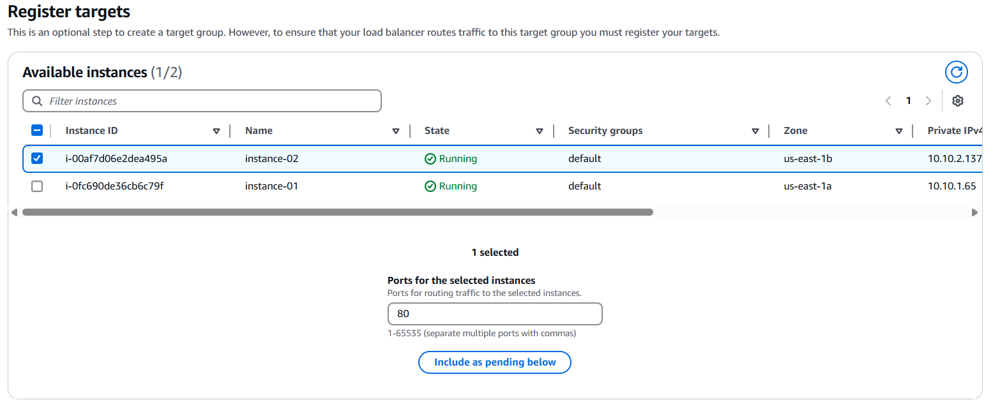 Register targets
This is an optional step to create a target group. However, to ensure that your load balancer routes traffic to this target group you must register your targets.
Available instances (1/2)
Filter instances
1
Instance ID Name State Security groups Zone Private IPv4
i-00af7d06e2dea495a instance-02 Running default us-east-1b 10.10.2.137
i-0fc690de36cb6c79f instance-01 Running default us-east-1a 10.10.1.65
1 selected
Ports for the selected instances
Ports for routing traffic to the selected instances.
80
1-65535 (separate multiple ports with commas)
Include as pending below